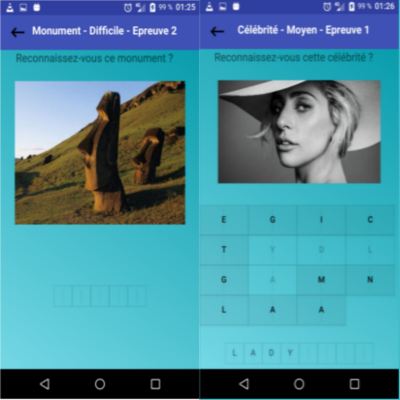 99 % 01:25
Monument - Difficile - Epreuve 2
Reconnaissez-vous ce monument ?
99 % 01:26
Célébrité - Moyen - Epreuve 1
Reconnaissez-vous cette célébrité ?
E G I C
T Y O L
G A M N
L A A
L A D Y